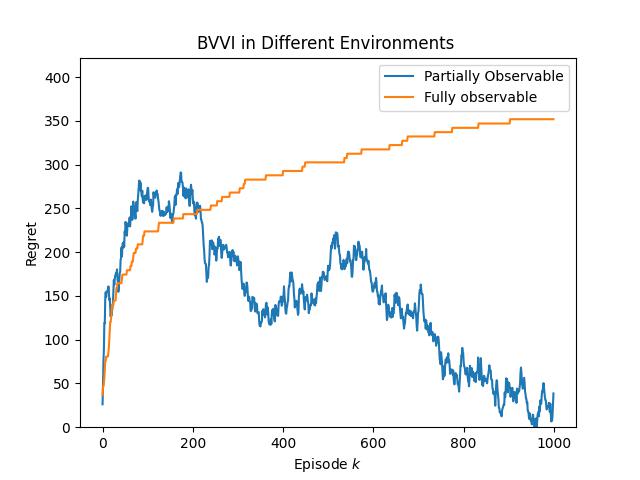 BVVI in Different Environments
Partially Observable
Fully observable
Regret
400
350
300
250
200
150
100
50
0
0 200 400 600 800 1000
Episode k